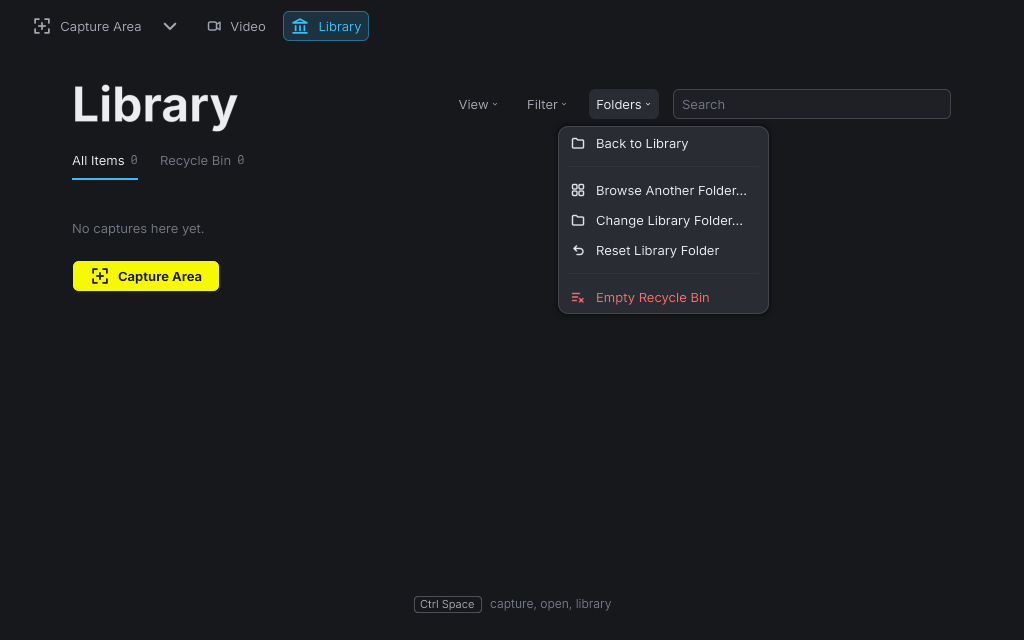 Capture Area
Video
Library
Library
View
Filter
Folders
Search
All Items 0
Recycle Bin 0
Back to Library
Browse Another Folder...
Change Library Folder...
Reset Library Folder
Empty Recycle Bin
No captures here yet.
Capture Area
Ctrl Space capture, open, library